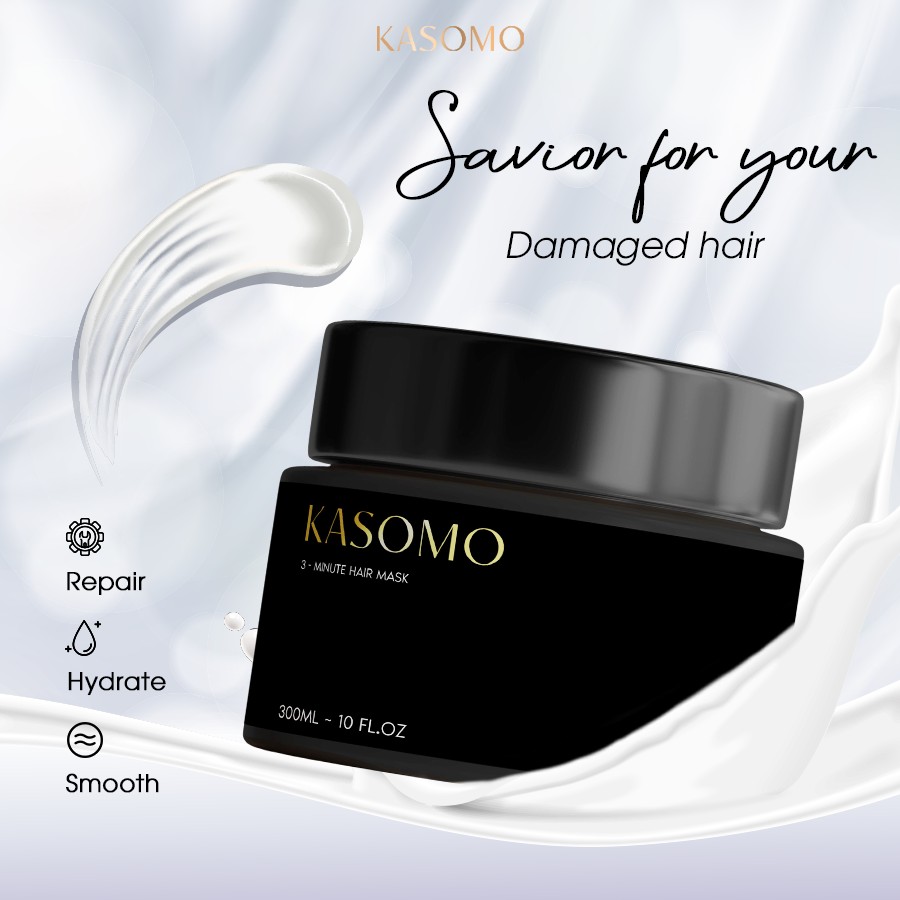 KASOMO
Savior for your
Damaged hair
KASOMO
3 - MINUTE HAIR MASK
300ML ~ 10 FL.OZ
Repair
Hydrate
Smooth